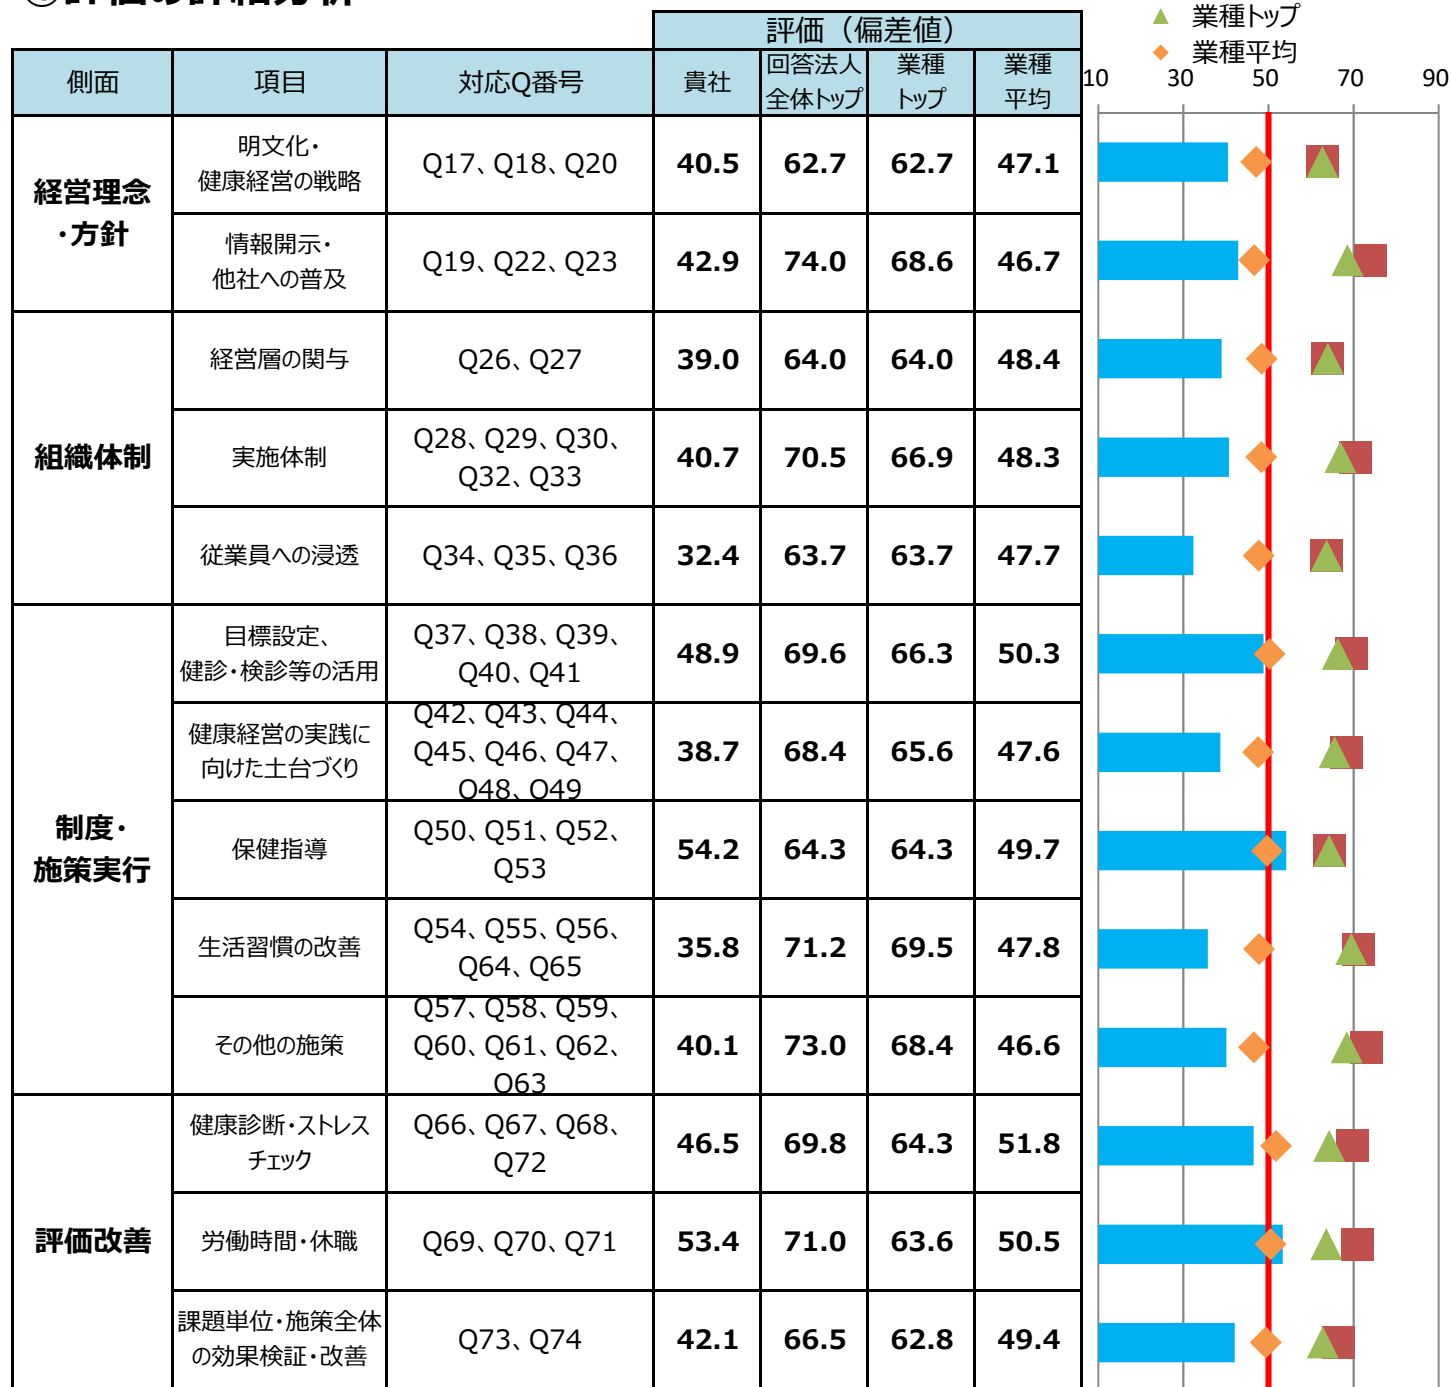 ①評価の詳細分析
▲ 業種トップ
◆ 業種平均
評価（偏差値）
側面 項目 対応Q番号 貴社 回答法人 業種 業種
全体トップ トップ 平均
10 30 50 70 90
経営理念
・方針
明文化・
健康経営の戦略
Q17、Q18、Q20 40.5 62.7 62.7 47.1
情報開示・
他社への普及
Q19、Q22、Q23 42.9 74.0 68.6 46.7
組織体制
経営層の関与 Q26、Q27 39.0 64.0 64.0 48.4
実施体制
Q28、Q29、Q30、
Q32、Q33
40.7 70.5 66.9 48.3
従業員への浸透 Q34、Q35、Q36 32.4 63.7 63.7 47.7
制度・
施策実行
目標設定、
健診・検診等の活用
Q37、Q38、Q39、
Q40、Q41
48.9 69.6 66.3 50.3
健康経営の実践に
向けた土台づくり
Q42、Q43、Q44、
Q45、Q46、Q47、
Q48、Q49
38.7 68.4 65.6 47.6
保健指導
Q50、Q51、Q52、
Q53
54.2 64.3 64.3 49.7
生活習慣の改善
Q54、Q55、Q56、
Q64、Q65
35.8 71.2 69.5 47.8
その他の施策
Q57、Q58、Q59、
Q60、Q61、Q62、
Q63
40.1 73.0 68.4 46.6
評価改善
健康診断・ストレス
チェック
Q66、Q67、Q68、
Q72
46.5 69.8 64.3 51.8
労働時間・休職 Q69、Q70、Q71 53.4 71.0 63.6 50.5
課題単位・施策全体
の効果検証・改善
Q73、Q74 42.1 66.5 62.8 49.4